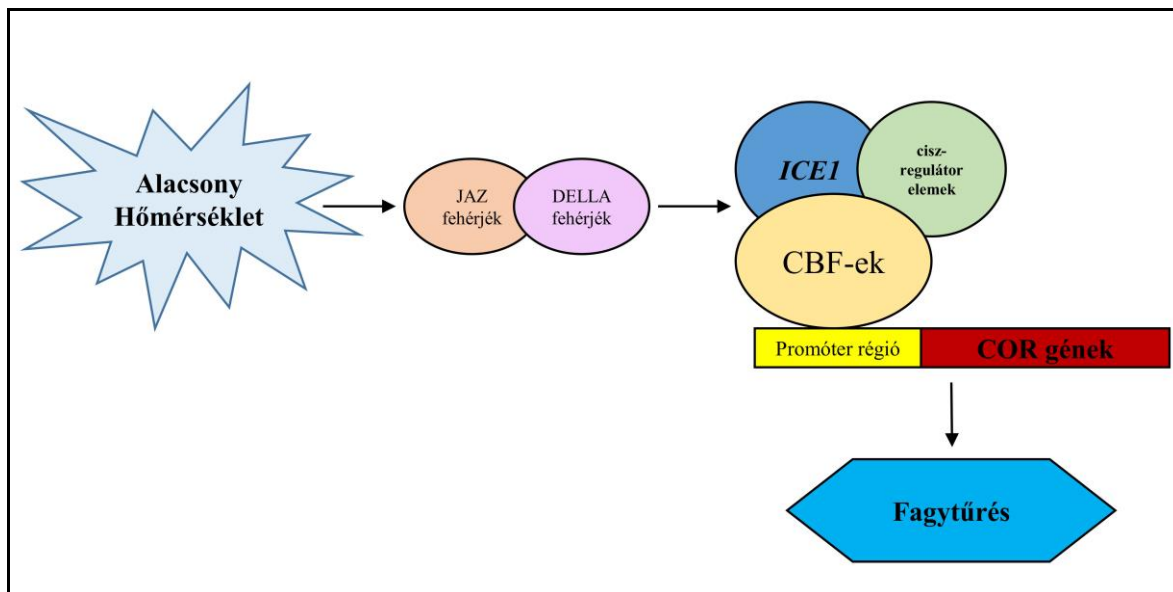 Alacsony
Hőmérséklet
JAZ
fehérjék
DELLA
fehérjék
ICE1
cisz-
regulátor
elemek
CBF-ek
Promóter régió
COR gének
Fagytűrés